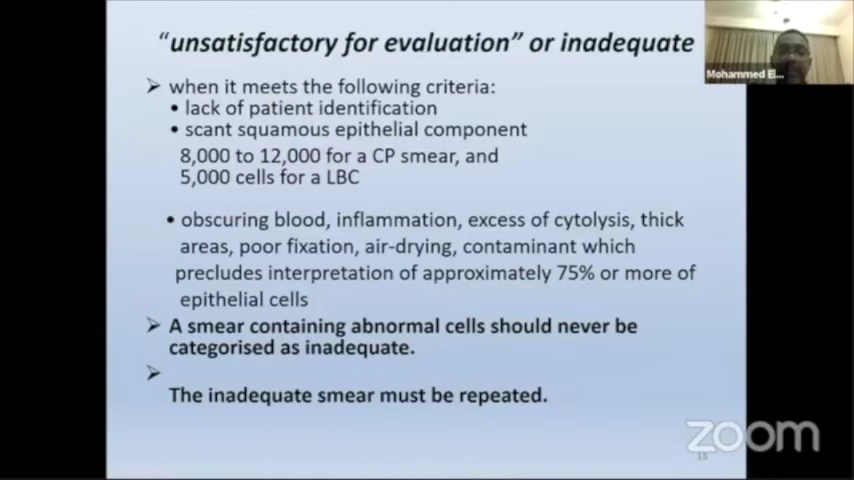 “unsatisfactory for evaluation” or inadequate
Mohammed El...
➢ when it meets the following criteria:
• lack of patient identification
• scant squamous epithelial component
8,000 to 12,000 for a CP smear, and
5,000 cells for a LBC
• obscuring blood, inflammation, excess of cytolysis, thick
areas, poor fixation, air-drying, contaminant which
precludes interpretation of approximately 75% or more of
epithelial cells
➢ A smear containing abnormal cells should never be
categorised as inadequate.
➢
The inadequate smear must be repeated.
zoom
13